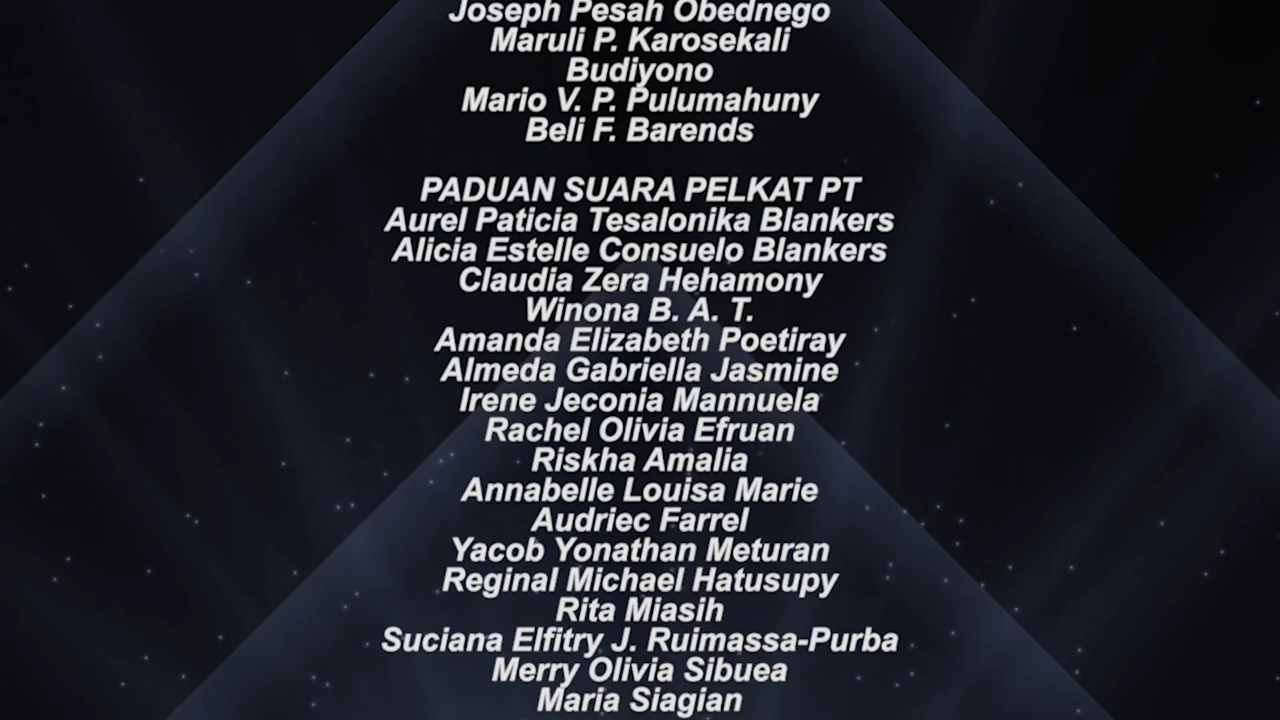 Joseph Pesah Obednego
Maruli P. Karosekali
Budiyono
Mario V. P. Pulumahuny
Beli F. Barends
PADUAN SUARA PELKAT PT
Aurel Paticia Tesalonika Blankers
Alicia Estelle Consuelo Blankers
Claudia Zera Hehamony
Winona B. A. T.
Amanda Elizabeth Poetiray
Almeda Gabriella Jasmine
Irene Jeconia Mannuela
Rachel Olivia Efruan
Riskha Amalia
Annabelle Louisa Marie
Audriec Farrel
Yacob Yonathan Meturan
Reginal Michael Hatusupy
Rita Miasih
Suciana Elfitry J. Ruimassa-Purba
Merry Olivia Sibuea
Maria Siagian